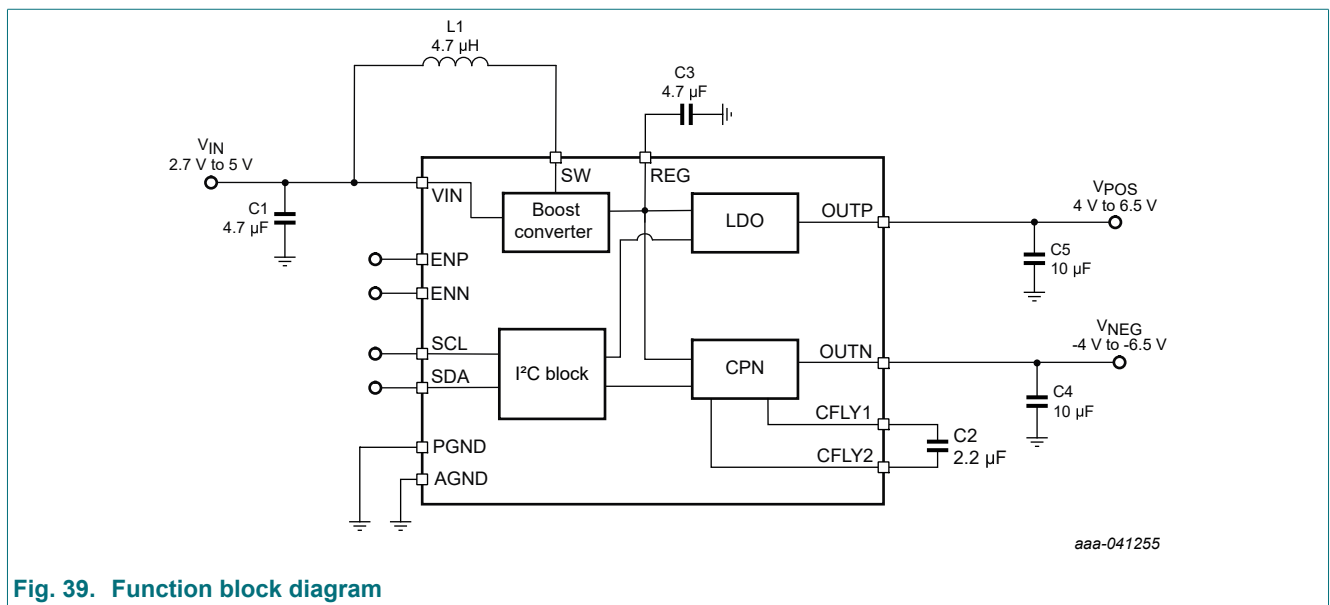 L1
4.7 µH
C3
4.7 µF
VIN
2.7 V to 5 V
SW
REG
VIN
VPOS
4 V to 6.5 V
C1
4.7 µF
Boost
converter
LDO
OUTP
ENP
C5
10 µF
ENN
VNEG
-4 V to -6.5 V
SCL
OUTN
I²C block
CPN
SDA
C4
10 µF
CFLY1
C2
2.2 µF
PGND
CFLY2
AGND
aaa-041255
Fig. 39. Function block diagram